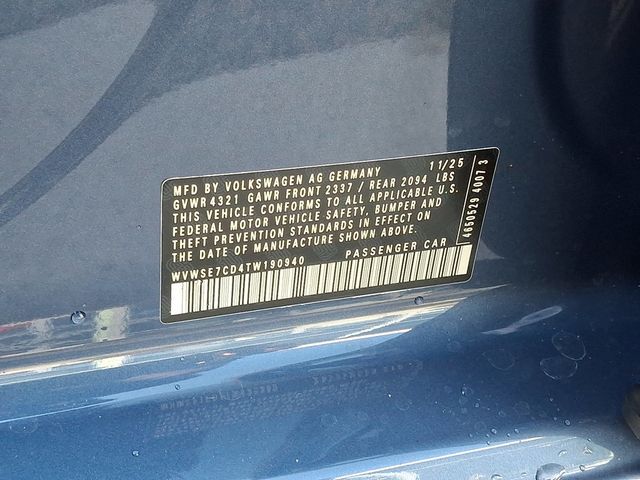 MFD BY VOLKSWAGEN AG GERMANY 11/25
GVWR 4321 GAWR FRONT 2337 / REAR 2094 LBS
THIS VEHICLE CONFORMS TO ALL APPLICABLE U.S.
FEDERAL MOTOR VEHICLE SAFETY, BUMPER AND
THEFT PREVENTION STANDARDS IN EFFECT ON
THE DATE OF MANUFACTURE SHOWN ABOVE.
WVWSE7CD4TW190940 PASSENGER CAR
4650529 4007 3